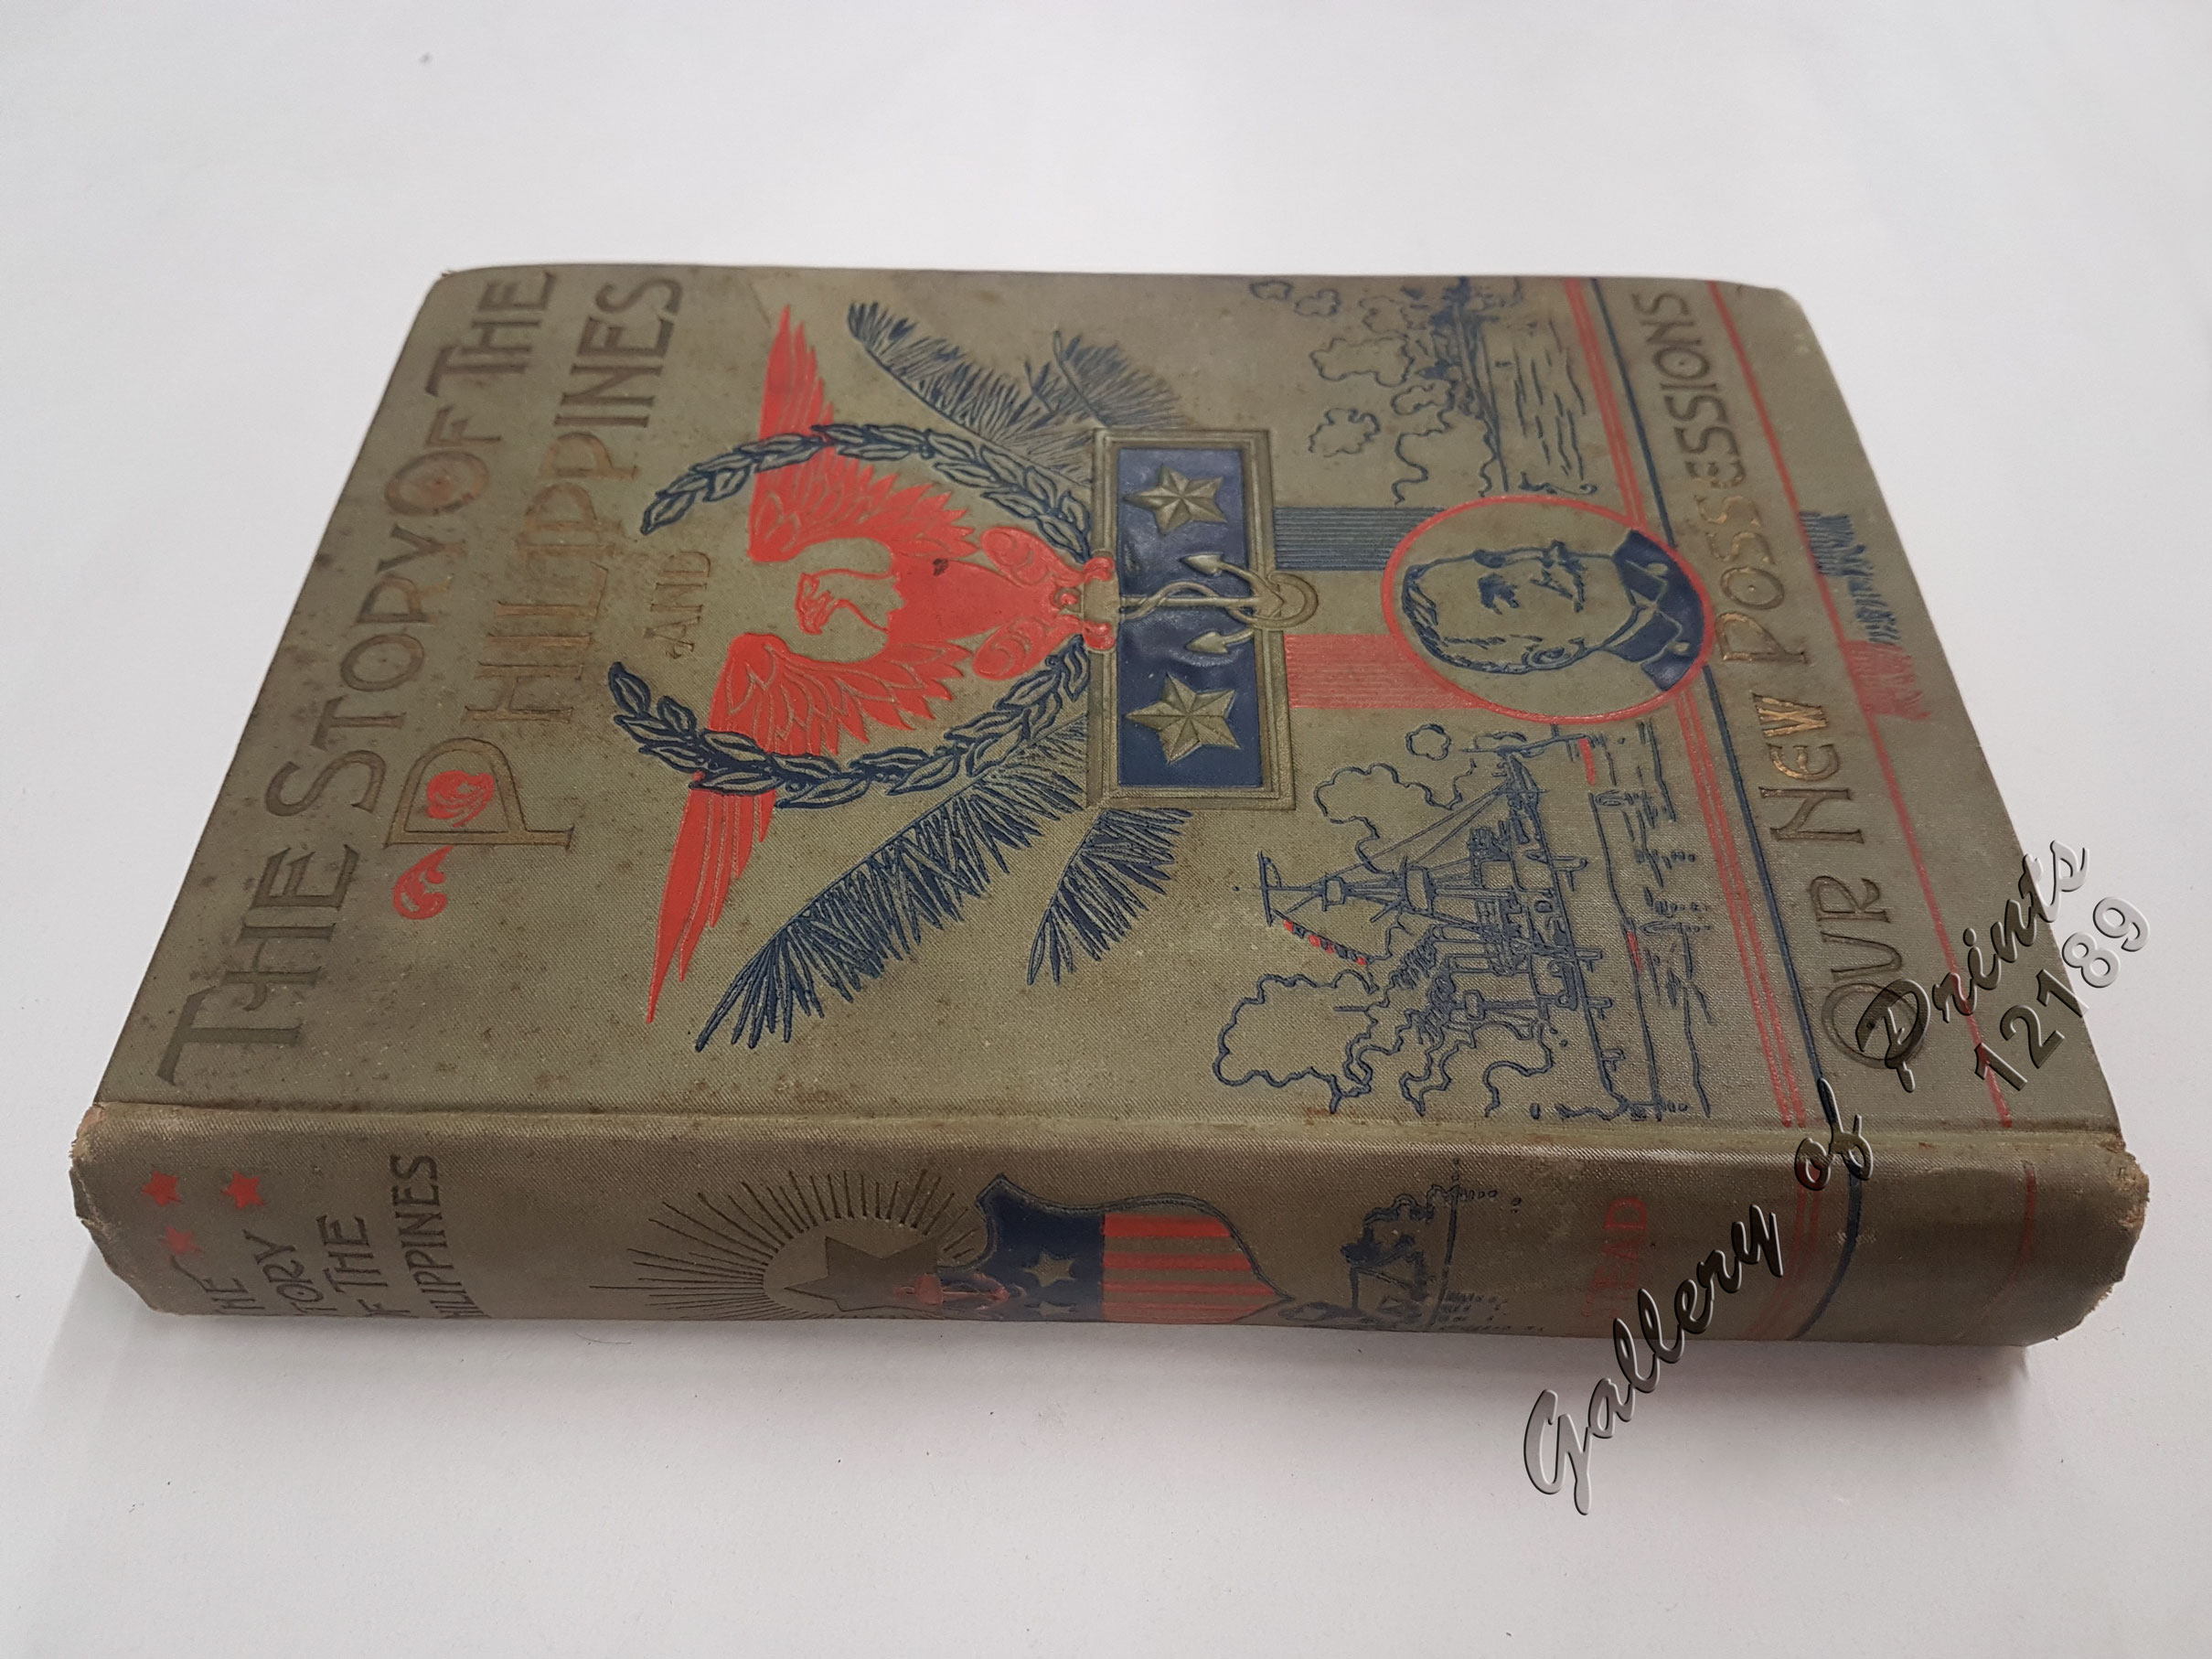 THE STORY OF THE
PHILIPPINES
AND
OUR NEW POSSESSIONS
THE
STORY
OF THE
PHILIPPINES
Gallery of Prints
12189